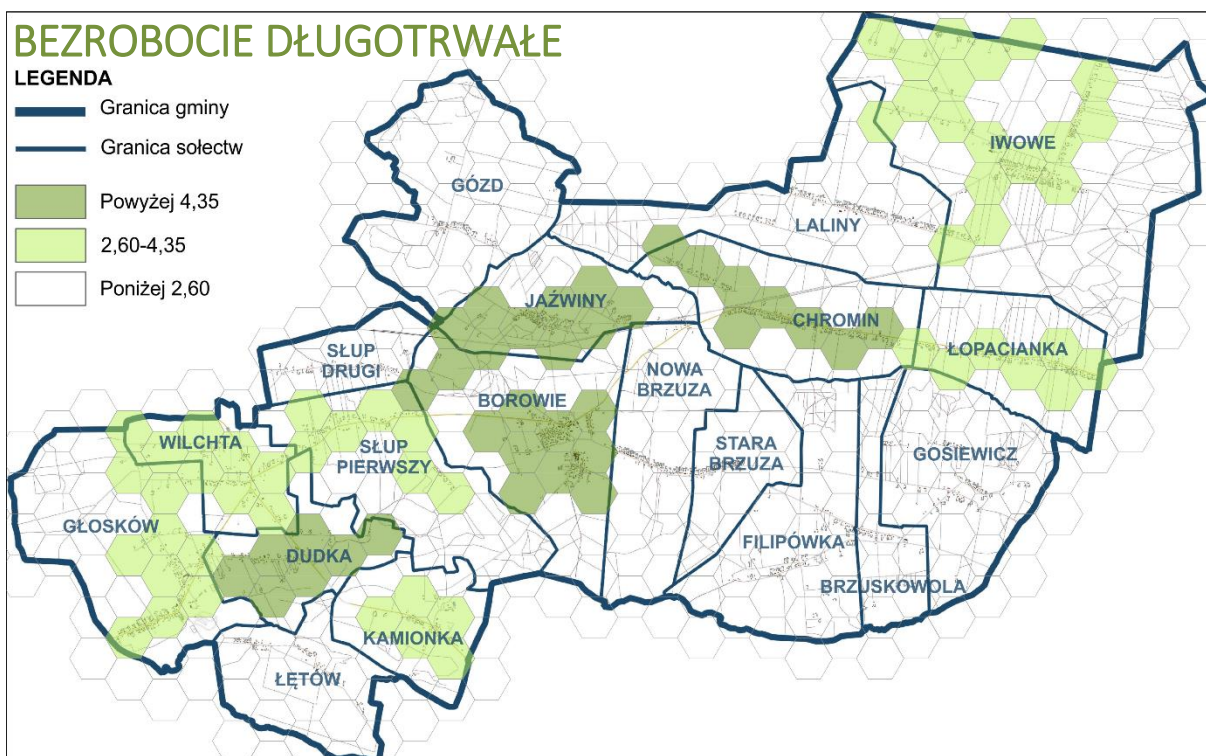 BEZROBOCIE DŁUGOTRWAŁE
LEGENDA
Granica gminy
Granica sołectw
Powyżej 4,35
2,60-4,35
Poniżej 2,60
GÓZD
IWOWE
LALINY
JAŹWINY
CHROMIN
ŁOPACIANKA
SŁUP
DRUGI
NOWA
BRZUZA
BOROWIE
WILCHTA
SŁUP
PIERWSZY
STARA
BRZUZA
GOSIEWICZ
GŁOSKÓW
DUDKA
FILIPÓWKA
BRZUSKOWOLA
KAMIONKA
ŁĘTÓW